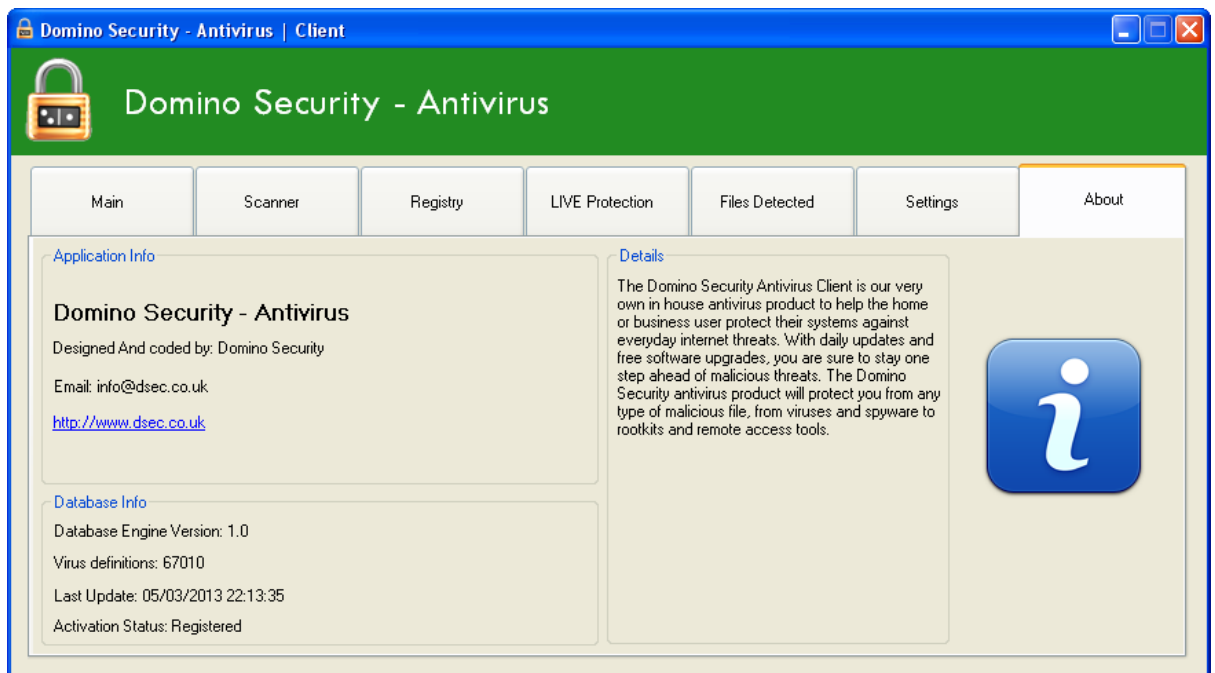 Domino Security - Antivirus | Client
Domino Security - Antivirus
Main
Scanner
Registry
LIVE Protection
Files Detected
Settings
About
Application Info
Domino Security - Antivirus
Designed And coded by: Domino Security
Email: info@dsec.co.uk
http://www.dsec.co.uk
Database Info
Database Engine Version: 1.0
Virus definitions: 67010
Last Update: 05/03/2013 22:13:35
Activation Status: Registered
Details
The Domino Security Antivirus Client is our very
own in house antivirus product to help the home
or business user protect their systems against
everyday internet threats. With daily updates and
free software upgrades, you are sure to stay one
step ahead of malicious threats. The Domino
Security antivirus product will protect you from any
type of malicious file, from viruses and spyware to
rootkits and remote access tools.